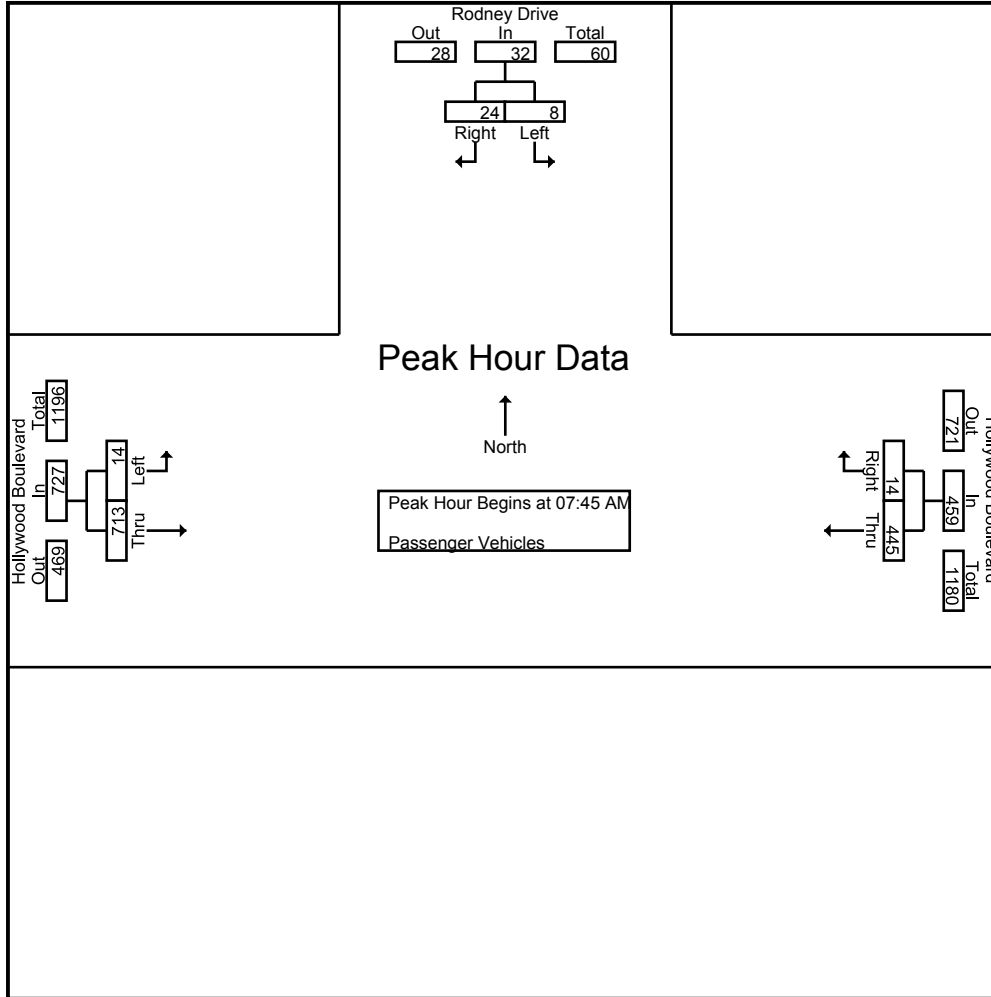 Rodney Drive
Out In Total
28 32 60
24 8
Right Left
Peak Hour Data
North
Peak Hour Begins at 07:45 AM
Passenger Vehicles
Hollywood Boulevard
Out In Total
469 727 1196
14 713
Left Thru
Hollywood Boulevard
Out In Total
721 459 1180
14 445
Right Thru